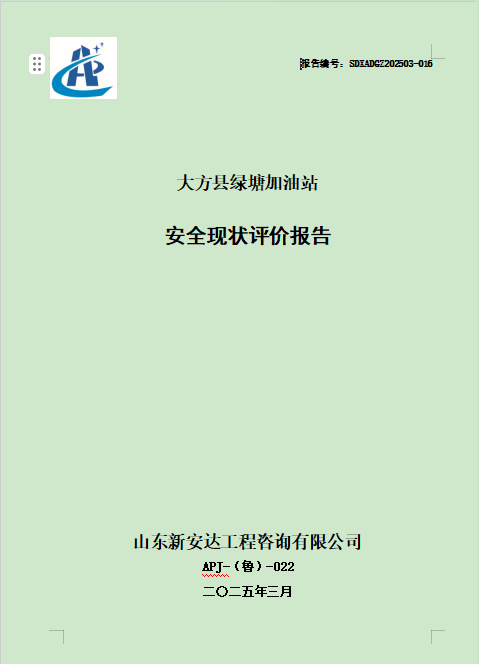 报告编号：SDXADGZ202503-016
大方县绿塘加油站
安全现状评价报告
山东新安达工程咨询有限公司
APJ-（鲁）-022
二〇二五年三月